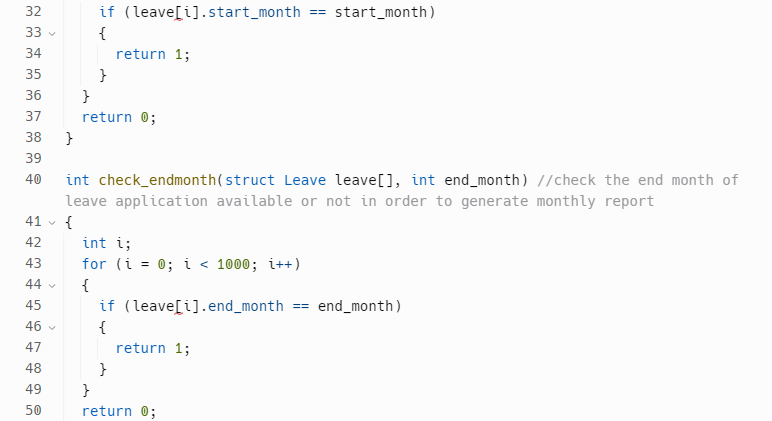 32 if (leave[i].start_month == start_month)
33 {
34 return 1;
35 }
36 }
37 return 0;
38 }
39
40 int check_endmonth(struct Leave leave[], int end_month) //check the end month of
leave application available or not in order to generate monthly report
41 {
42 int i;
43 for (i = 0; i < 1000; i++)
44 {
45 if (leave[i].end_month == end_month)
46 {
47 return 1;
48 }
49 }
50 return 0;